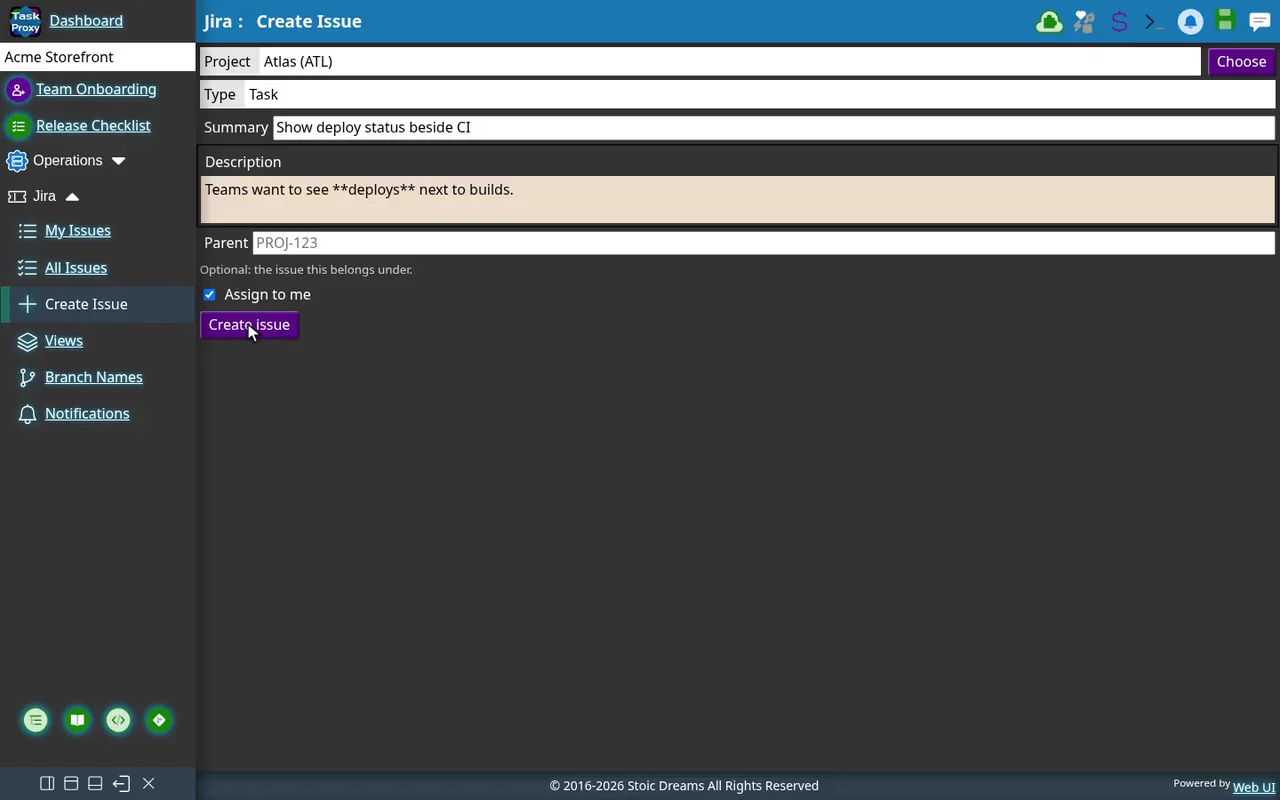 Task Proxy
Dashboard
Jira : Create Issue
Acme Storefront
Team Onboarding
Release Checklist
Operations
Jira
My Issues
All Issues
Create Issue
Views
Branch Names
Notifications
Project Atlas (ATL) Choose
Type Task
Summary Show deploy status beside CI
Description
Teams want to see **deploys** next to builds.
Parent PROJ-123
Optional: the issue this belongs under.
Assign to me
Create issue
© 2016-2026 Stoic Dreams All Rights Reserved
Powered by Web UI